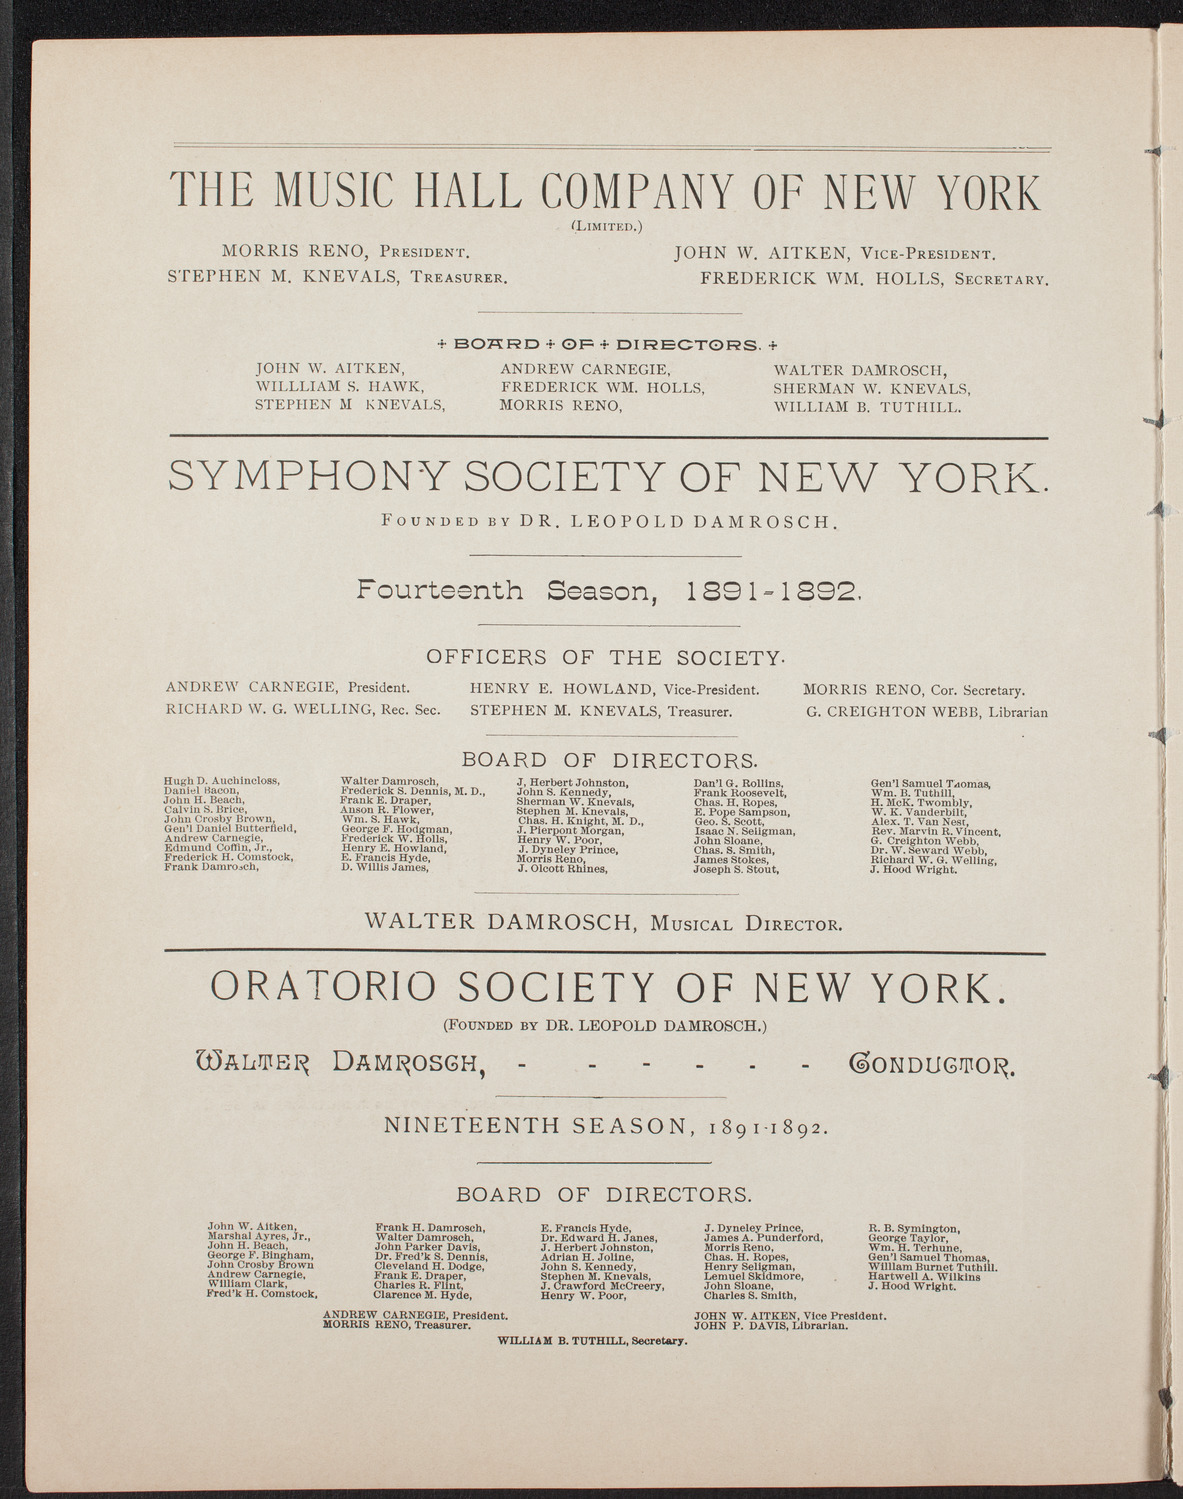 THE MUSIC HALL COMPANY OF NEW YORK
(LIMITED.)
MORRIS RENO, PRESIDENT. JOHN W. AITKEN, VICE-PRESIDENT.
STEPHEN M. KNEVALS, TREASURER. FREDERICK WM. HOLLS, SECRETARY.
BOARD OF DIRECTORS.
JOHN W. AITKEN, ANDREW CARNEGIE, WALTER DAMROSCH,
WILLLIAM S. HAWK, FREDERICK WM. HOLLS, SHERMAN W. KNEVALS,
STEPHEN M KNEVALS, MORRIS RENO, WILLIAM B. TUTHILL.
SYMPHONY SOCIETY OF NEW YORK.
FOUNDED BY DR. LEOPOLD DAMROSCH.
Fourteenth Season, 1891-1892.
OFFICERS OF THE SOCIETY.
ANDREW CARNEGIE, President. HENRY E. HOWLAND, Vice-President. MORRIS RENO, Cor. Secretary.
RICHARD W. G. WELLING, Rec. Sec. STEPHEN M. KNEVALS, Treasurer. G. CREIGHTON WEBB, Librarian
BOARD OF DIRECTORS.
Hugh D. Auchincloss, Walter Damrosch, J, Herbert Johnston, Dan'l G. Rollins, Gen'l Samuel Thomas,
Daniel Bacon, Frederick S. Dennis, M. D., John S. Kennedy, Frank Roosevelt, Wm. B. Tuthill,
John H. Beach, Frank E. Draper, Sherman W. Knevals, Chas. H. Ropes, H. McK. Twombly,
Calvin S. Brice, Anson R. Flower, Stephen M. Knevals, E. Pope Sampson, W. K. Vanderbilt,
John Crosby Brown, Wm. S. Hawk, Chas. H. Knight, M. D., Geo. S. Scott, Alex. T. Van Nest,
Gen'l Daniel Butterfield, George F. Hodgman, J. Pierpont Morgan, Isaac N. Seligman, Rev. Marvin R. Vincent,
Andrew Carnegie, Frederick W. Holls, Henry W. Poor, John Sloane, G. Creighton Webb,
Edmund Coffin, Jr., Henry E. Howland, J. Dyneley Prince, Chas. S. Smith, Dr. W. Seward Webb,
Frederick H. Comstock, E. Francis Hyde, Morris Reno, James Stokes, Richard W. G. Welling,
Frank Damrosch, D. Willis James, J. Olcott Rhines, Joseph S. Stout, J. Hood Wright.
WALTER DAMROSCH, MUSICAL DIRECTOR.
ORATORIO SOCIETY OF NEW YORK.
(FOUNDED BY DR. LEOPOLD DAMROSCH.)
WALTER DAMROSCH, - - - - - - CONDUCTOR.
NINETEENTH SEASON, 1891-1892.
BOARD OF DIRECTORS.
John W. Aitken, Frank H. Damrosch, E. Francis Hyde, J. Dyneley Prince, R. B. Symington,
Marshal Ayres, Jr., Walter Damrosch, Dr. Edward H. Janes, James A. Punderford, George Taylor,
John H. Beach, John Parker Davis, J. Herbert Johnston, Morris Reno, Wm. H. Terhune,
George F. Bingham, Dr. Fred'k S. Dennis, Adrian H. Joline, Chas. H. Ropes, Gen'l Samuel Thomas,
John Crosby Brown Cleveland H. Dodge, John S. Kennedy, Henry Seligman, William Burnet Tuthill.
Andrew Carnegie, Frank E. Draper, Stephen M. Knevals, Lemuel Skidmore, Hartwell A. Wilkins
William Clark, Charles R. Flint, J. Crawford McCreery, John Sloane, J. Hood Wright.
Fred'k H. Comstock, Clarence M. Hyde, Henry W. Poor, Charles S. Smith,
ANDREW CARNEGIE, President. JOHN W. AITKEN, Vice President.
MORRIS RENO, Treasurer. JOHN P. DAVIS, Librarian.
WILLIAM B. TUTHILL, Secretary.